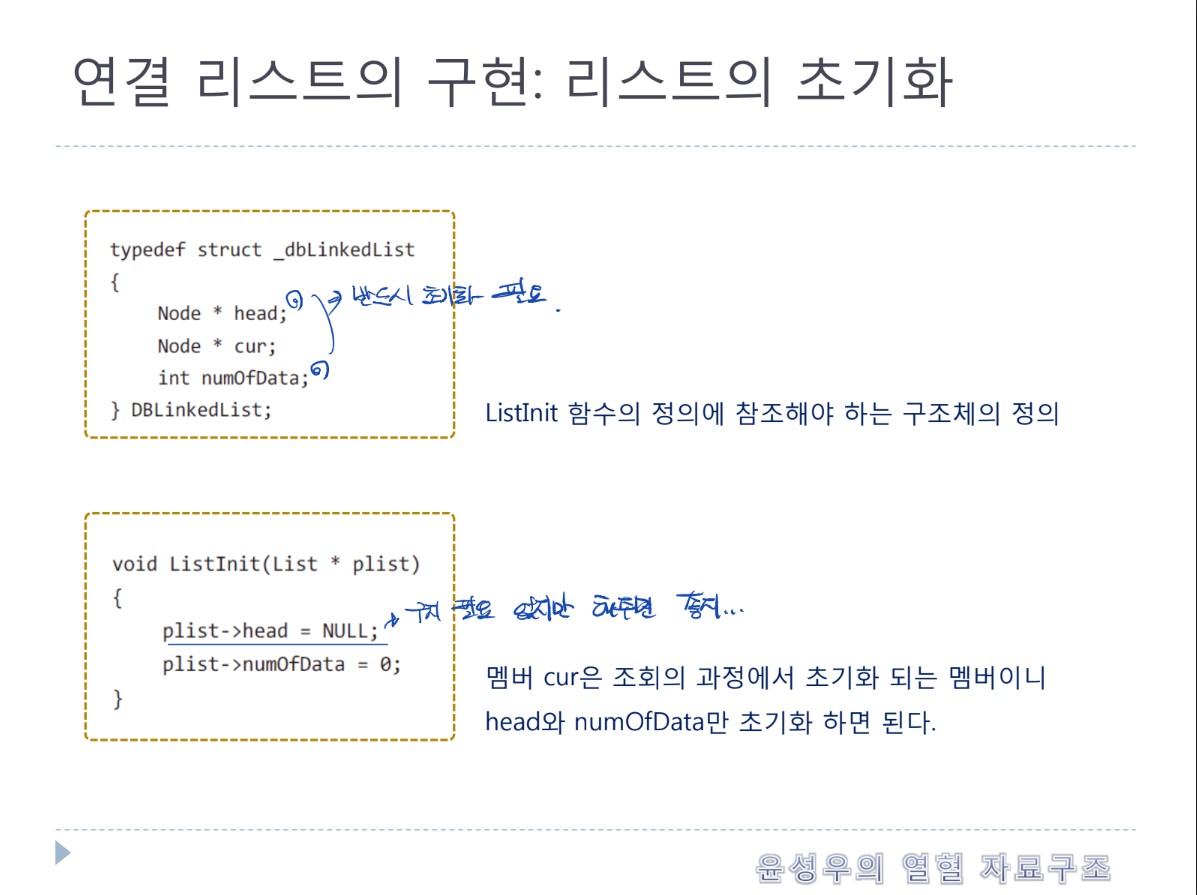 연결 리스트의 구현: 리스트의 초기화
typedef struct _dbLinkedList
{
Node * head;
Node * cur;
int numOfData;
} DBLinkedList;
반드시 초기화 필요.
ListInit 함수의 정의에 참조해야 하는 구조체의 정의
void ListInit(List * plist)
{
plist->head = NULL;
plist->numOfData = 0;
}
굳이 필요 없지만 해주면 좋지...
멤버 cur은 조회의 과정에서 초기화 되는 멤버이니
head와 numOfData만 초기화 하면 된다.
윤성우의 열혈 자료구조